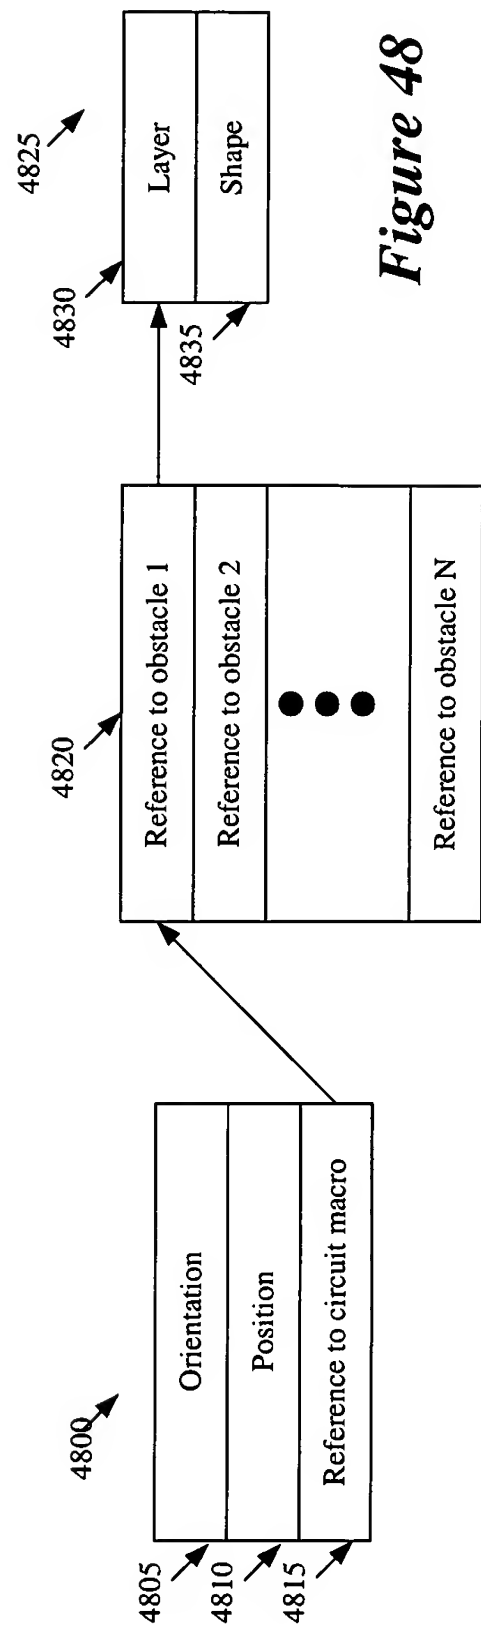 4800
4805
Orientation
4810
Position
4815
Reference to circuit macro
4820
Reference to obstacle 1
Reference to obstacle 2
Reference to obstacle N
4825
4830
Layer
4835
Shape
Figure 48